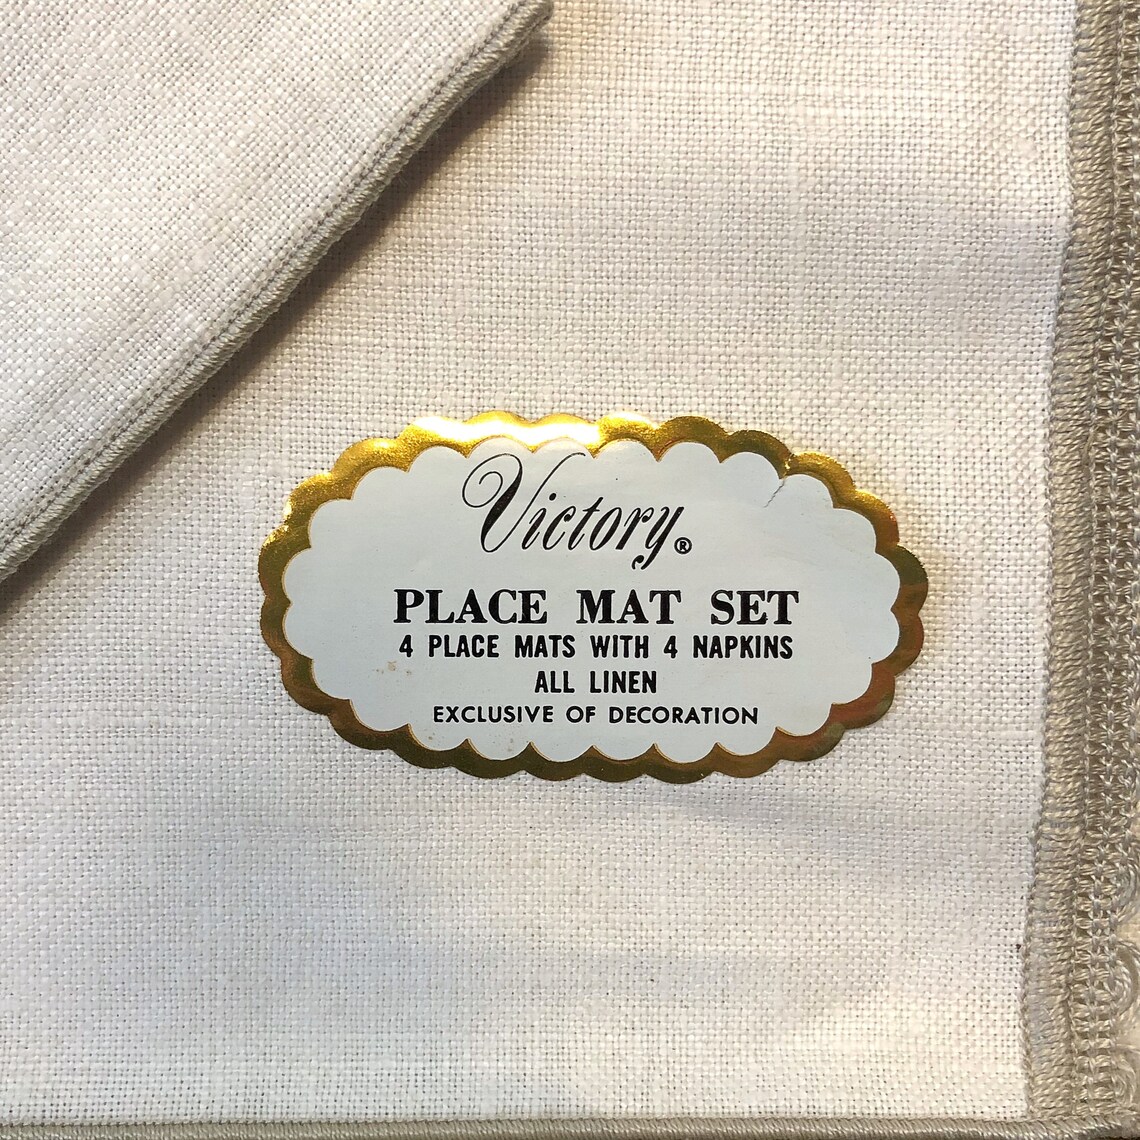 Victory®
PLACE MAT SET
4 PLACE MATS WITH 4 NAPKINS
ALL LINEN
EXCLUSIVE OF DECORATION